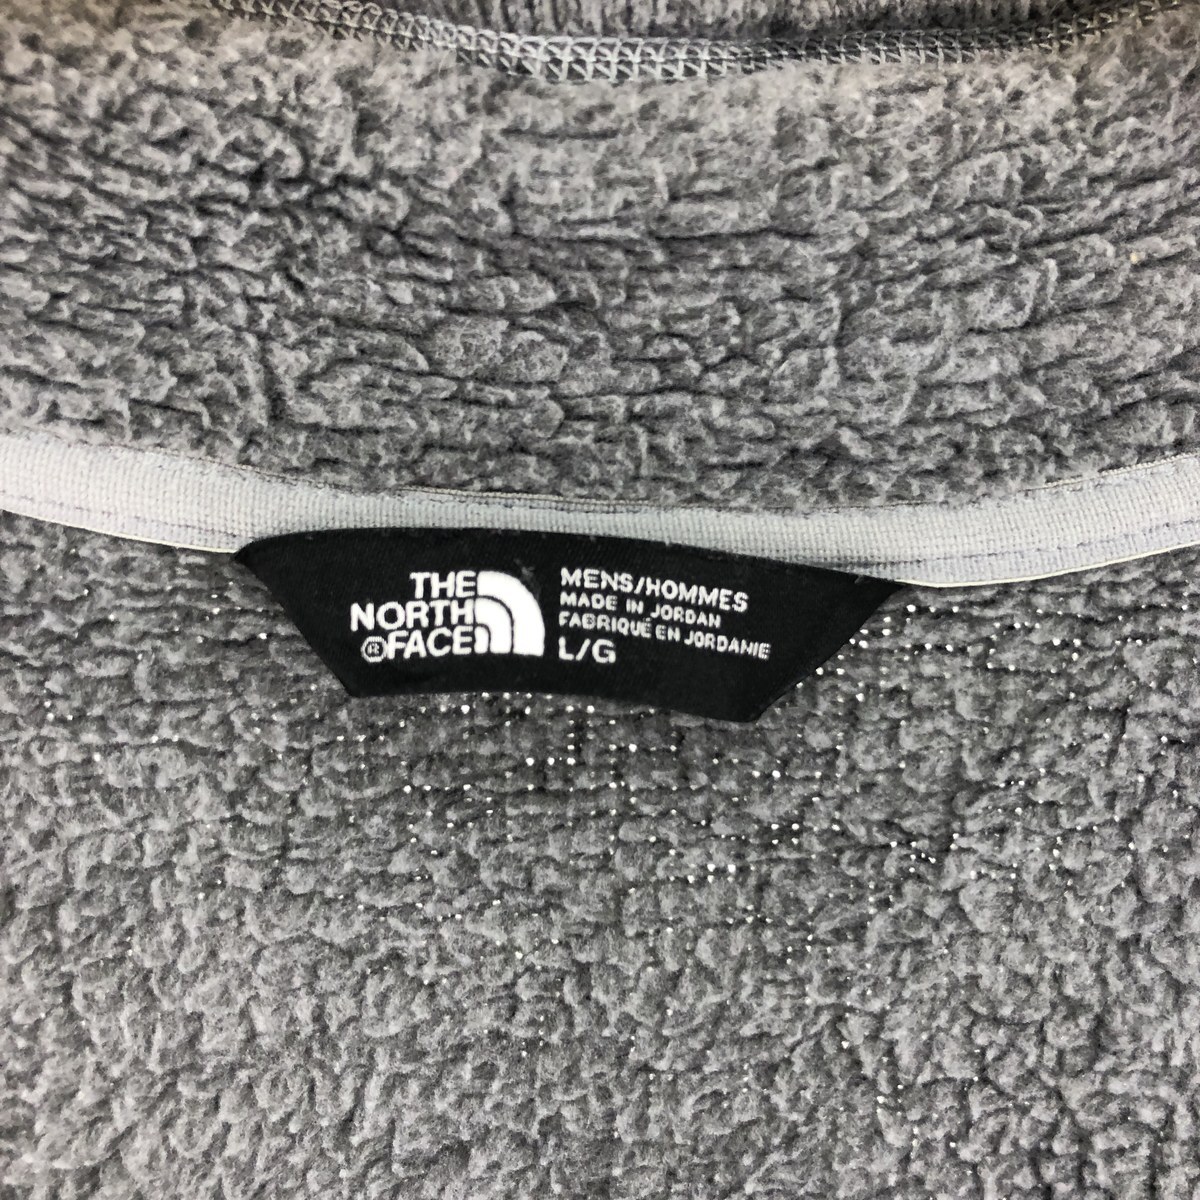 THE
NORTH
®FACE
MENS/HOMMES
MADE IN JORDAN
FABRIQUÉ EN JORDANIE
L/G